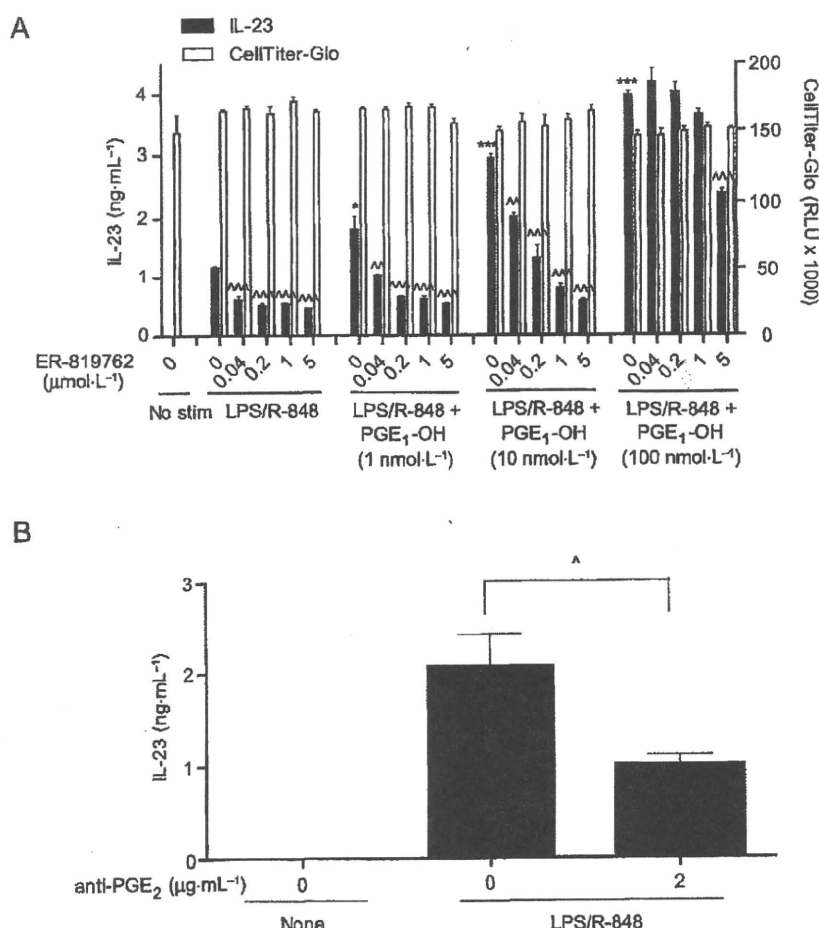 A
IL-23
CellTiter-Glo
IL-23 (ng·mL⁻¹)
4
3
2
1
0
CellTiter-Glo (RLU x 1000)
200
150
100
50
0
^^^ ^^^ ^^^ ^^^
* ^^ ^^^ ^^^ ^^^
*** ^^ ^^^ ^^^ ^^^
*** ^^^
ER-819762 (μmol·L⁻¹)
0 0 0.04 0.2 1 5 0 0.04 0.2 1 5 0 0.04 0.2 1 5 0 0.04 0.2 1 5
No stim
LPS/R-848
LPS/R-848 +
PGE₁-OH
(1 nmol·L⁻¹)
LPS/R-848 +
PGE₁-OH
(10 nmol·L⁻¹)
LPS/R-848 +
PGE₁-OH
(100 nmol·L⁻¹)
B
IL-23 (ng·mL⁻¹)
3
2
1
0
^
anti-PGE₂ (μg·mL⁻¹) 0 0 2
None LPS/R-848